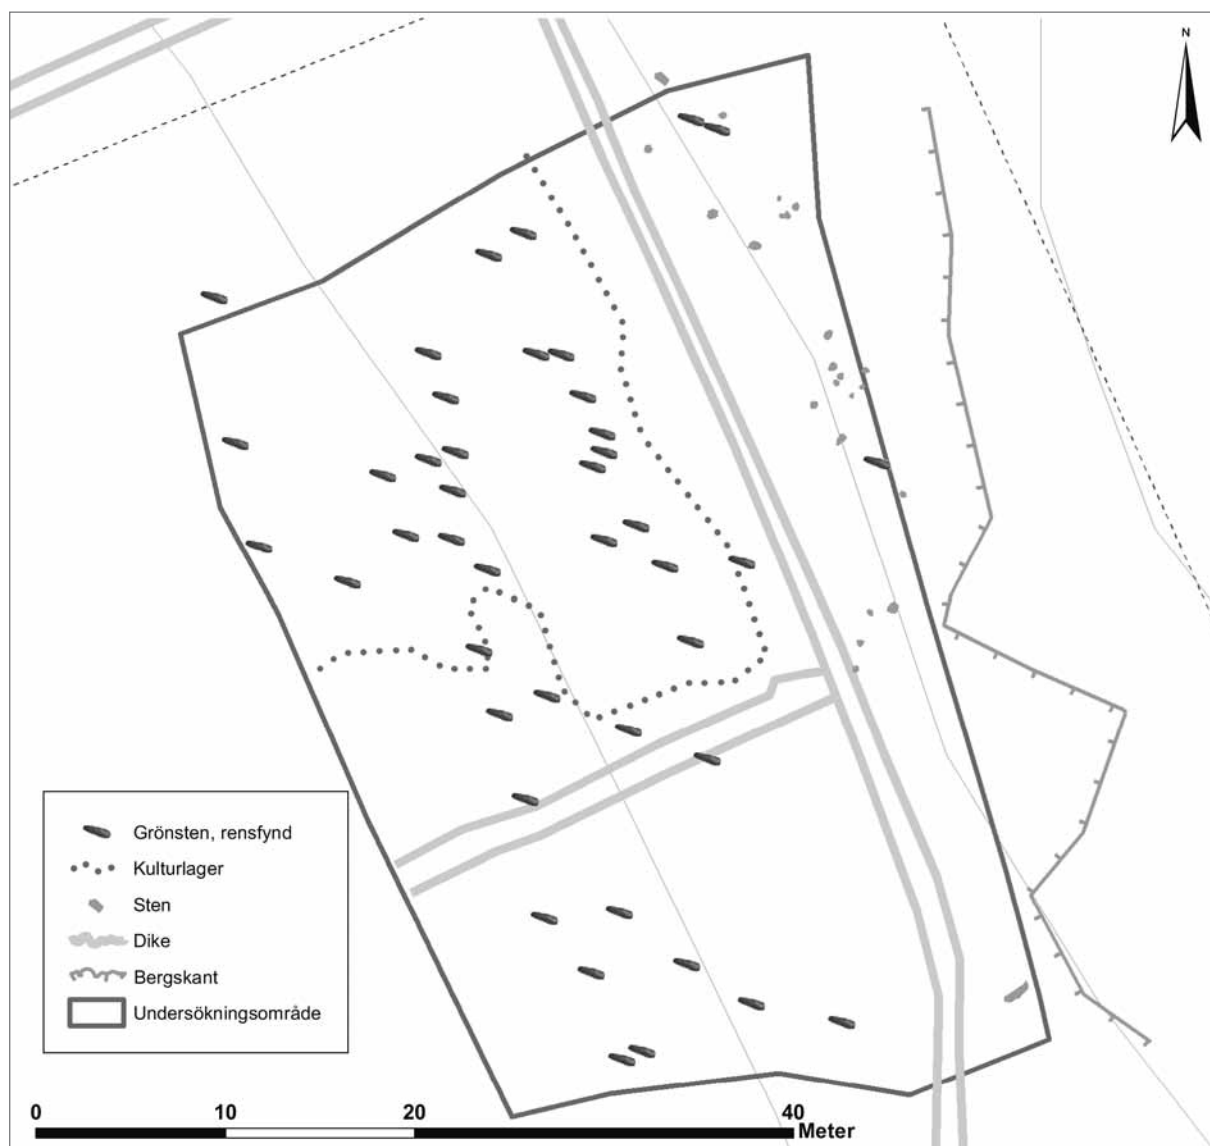 N
Grönsten, rensfynd
Kulturlager
Sten
Dike
Bergskant
Undersökningsområde
0 10 20 40
Meter